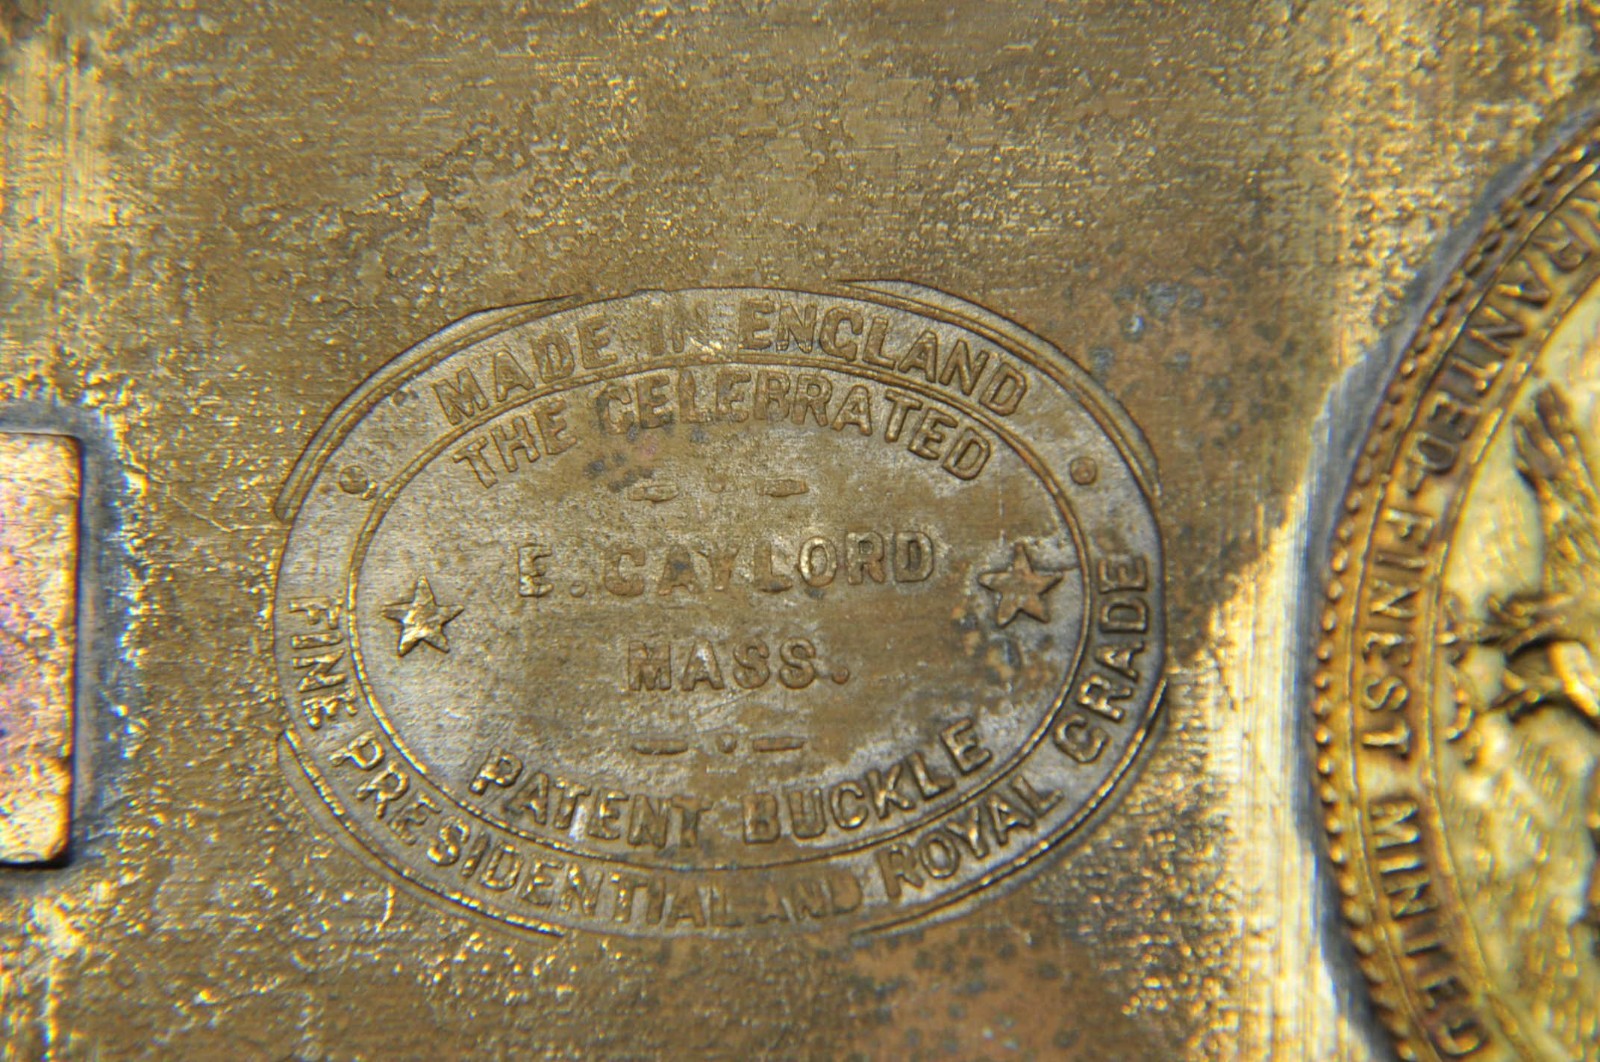 MADE IN ENGLAND
THE CELEBRATED
E. GAYLORD
MASS.
PATENT BUCKLE
FINE PRESIDENTIAL AND ROYAL GRADE
FINEST MINTED